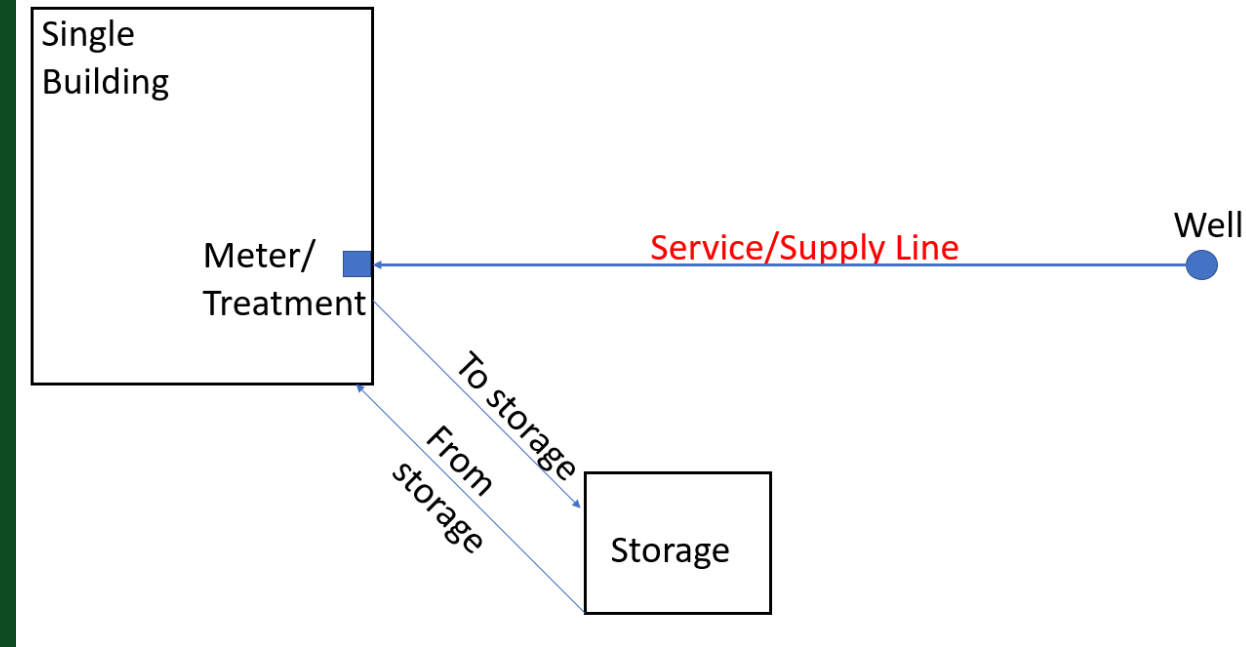 Single
Building
Well
Service/Supply Line
Meter/
Treatment
To storage
From
storage
Storage